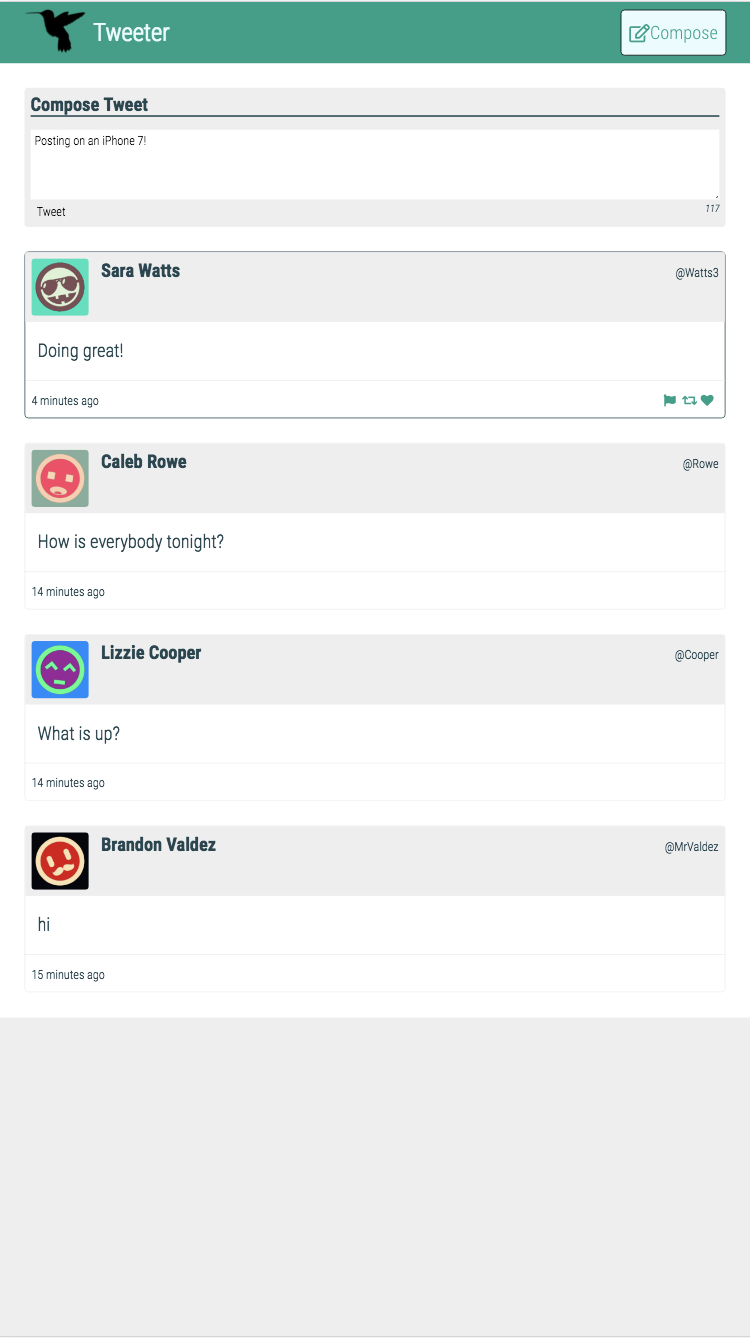 Tweeter
Compose
Compose Tweet
Posting on an iPhone 7!
Tweet
117
Sara Watts
@Watts3
Doing great!
4 minutes ago
Caleb Rowe
@Rowe
How is everybody tonight?
14 minutes ago
Lizzie Cooper
@Cooper
What is up?
14 minutes ago
Brandon Valdez
@MrValdez
hi
15 minutes ago